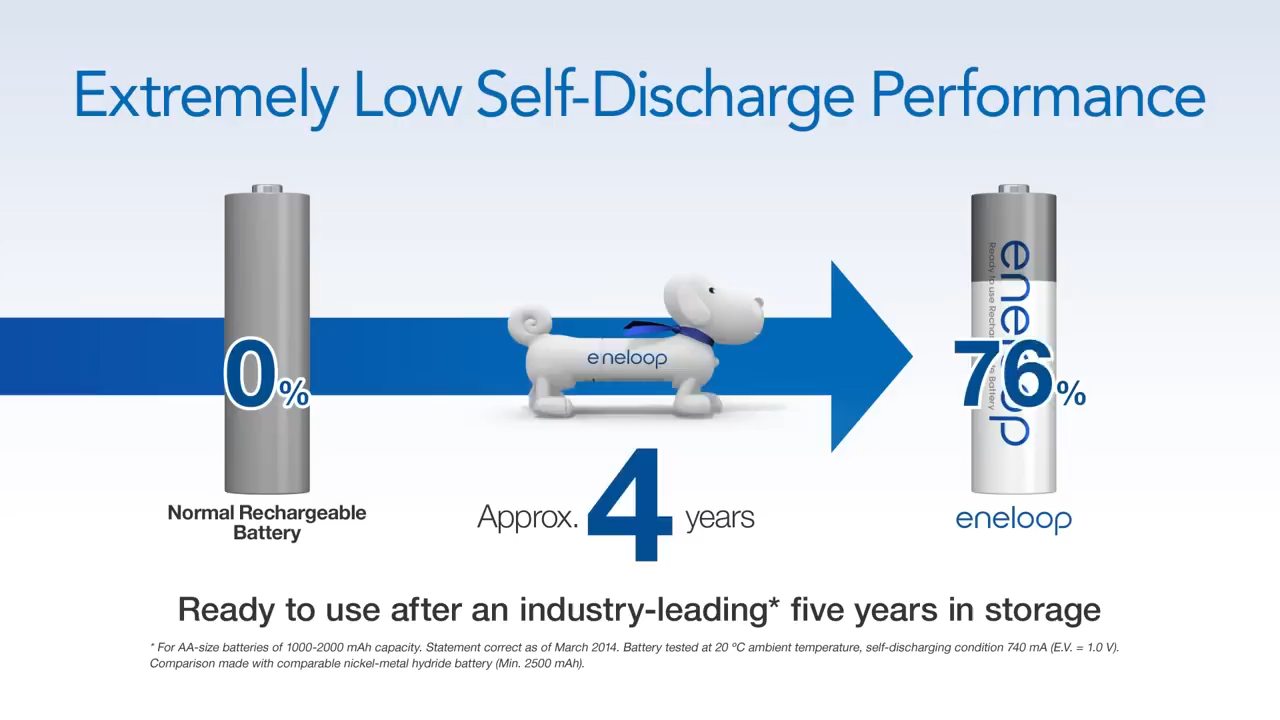 Extremely Low Self-Discharge Performance
eneloop
Ready to use Rechar
Battery
0%
eneloop
76%
Normal Rechargeable
Battery
Approx. 4 years
eneloop
Ready to use after an industry-leading* five years in storage
* For AA-size batteries of 1000-2000 mAh capacity. Statement correct as of March 2014. Battery tested at 20 ºC ambient temperature, self-discharging condition 740 mA (E.V. = 1.0 V).
Comparison made with comparable nickel-metal hydride battery (Min. 2500 mAh).